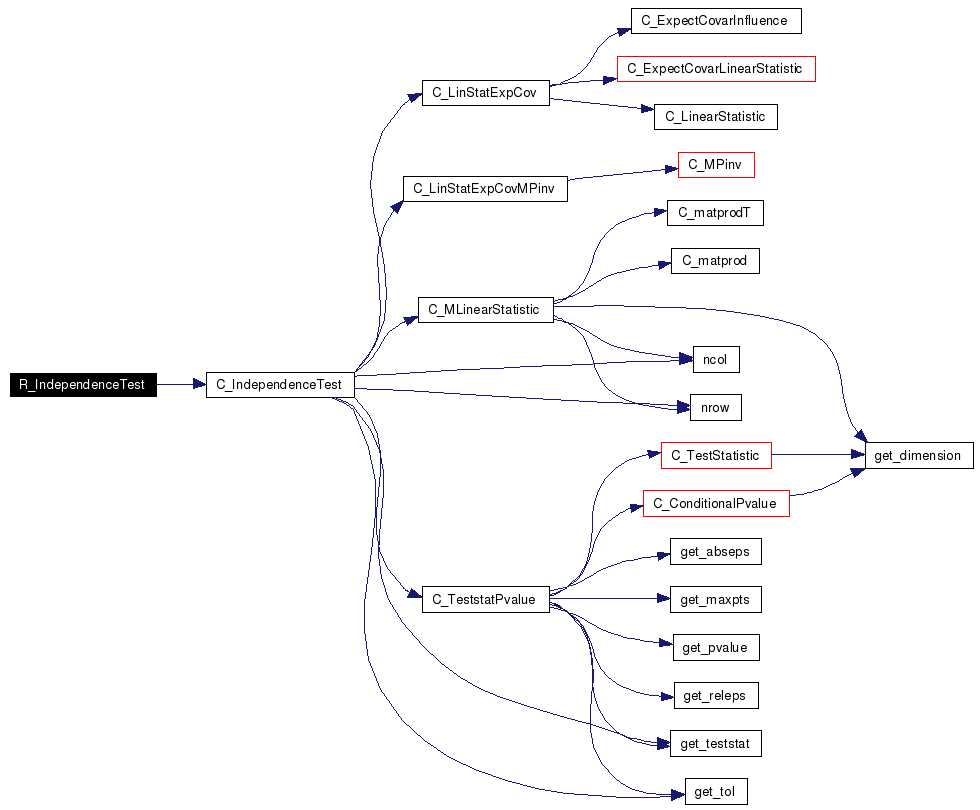 C_ExpectCovarInfluence
C_ExpectCovarLinearStatistic
C_LinStatExpCov
C_LinearStatistic
C_MPinv
C_LinStatExpCovMPinv
C_matprodT
C_matprod
C_MLinearStatistic
ncol
R_IndependenceTest
C_IndependenceTest
nrow
C_TestStatistic
get_dimension
C_ConditionalPvalue
get_abseps
C_TeststatPvalue
get_maxpts
get_pvalue
get_releps
get_teststat
get_tol